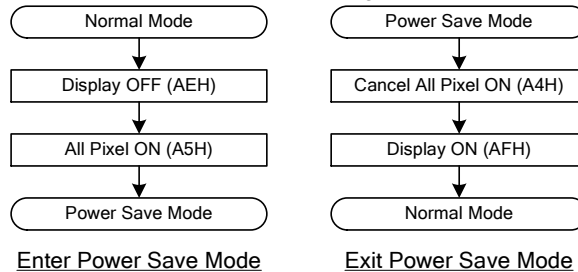 Normal Mode
Display OFF (AEH)
All Pixel ON (A5H)
Power Save Mode
Enter Power Save Mode
Power Save Mode
Cancel All Pixel ON (A4H)
Display ON (AFH)
Normal Mode
Exit Power Save Mode